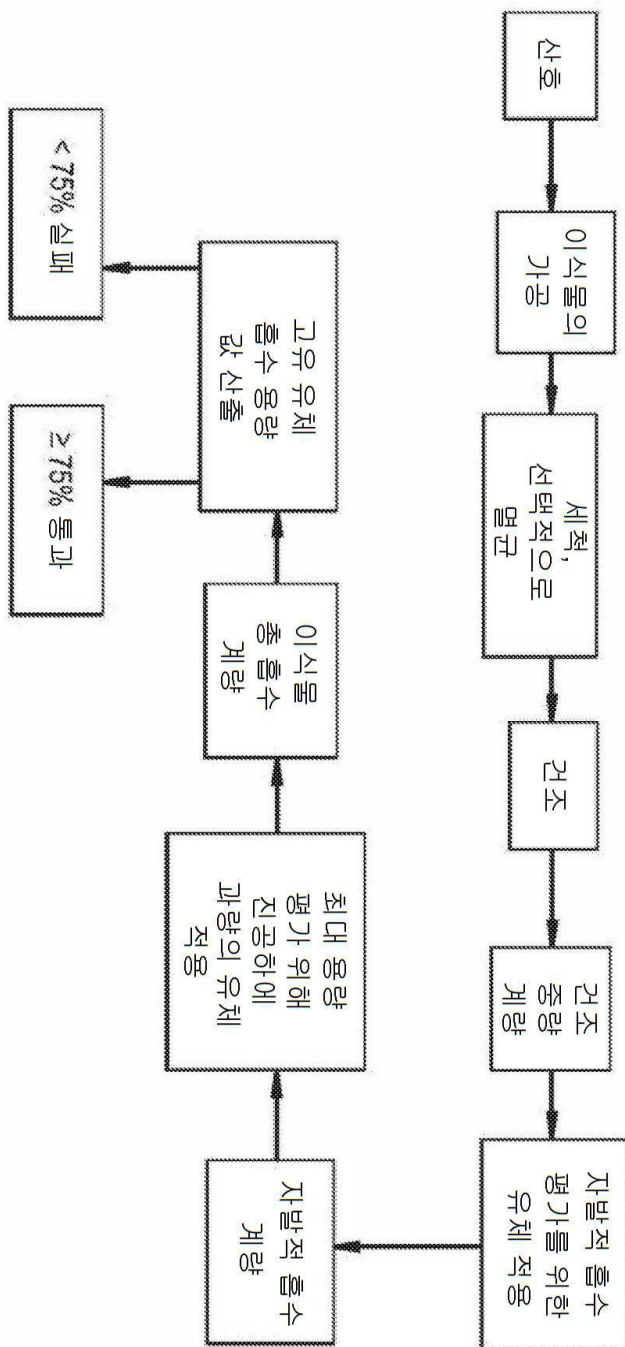 산호
이식물의
가공
세척,
선택적으로
멸균
건조
건조
중량
계량
자발적 흡수
평가를 위한
유체 적용
자발적 흡수
계량
최대 용량
평가 위해
진공하에
과량의 유체
적용
이식물
총 흡수
계량
고유 유체
흡수 용량
값 산출
< 75% 실패
≥ 75% 통과